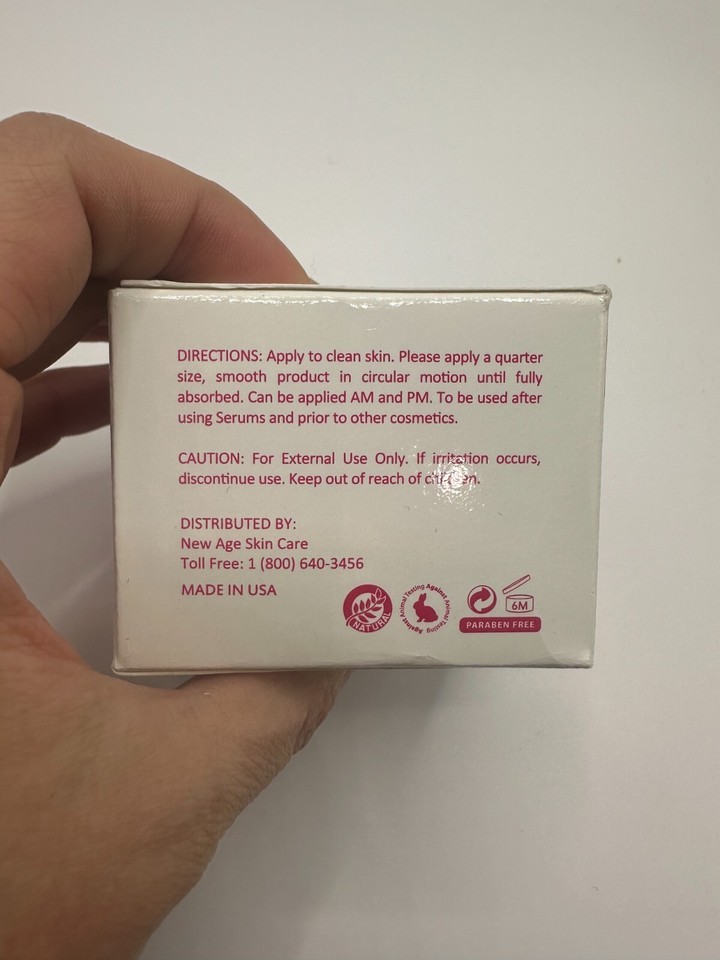 DIRECTIONS: Apply to clean skin. Please apply a quarter
size, smooth product in circular motion until fully
absorbed. Can be applied AM and PM. To be used after
using Serums and prior to other cosmetics.
CAUTION: For External Use Only. If irritation occurs,
discontinue use. Keep out of reach of children.
DISTRIBUTED BY:
New Age Skin Care
Toll Free: 1 (800) 640-3456
MADE IN USA
NATURAL
Against Animal Testing Against Animal Testing
6M
PARABEN FREE